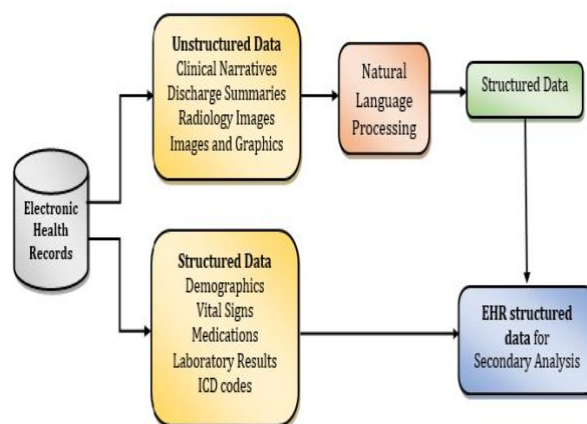 Electronic
Health
Records
Unstructured Data
Clinical Narratives
Discharge Summaries
Radiology Images
Images and Graphics
Natural
Language
Processing
Structured Data
Structured Data
Demographics
Vital Signs
Medications
Laboratory Results
ICD codes
EHR structured
data for
Secondary Analysis